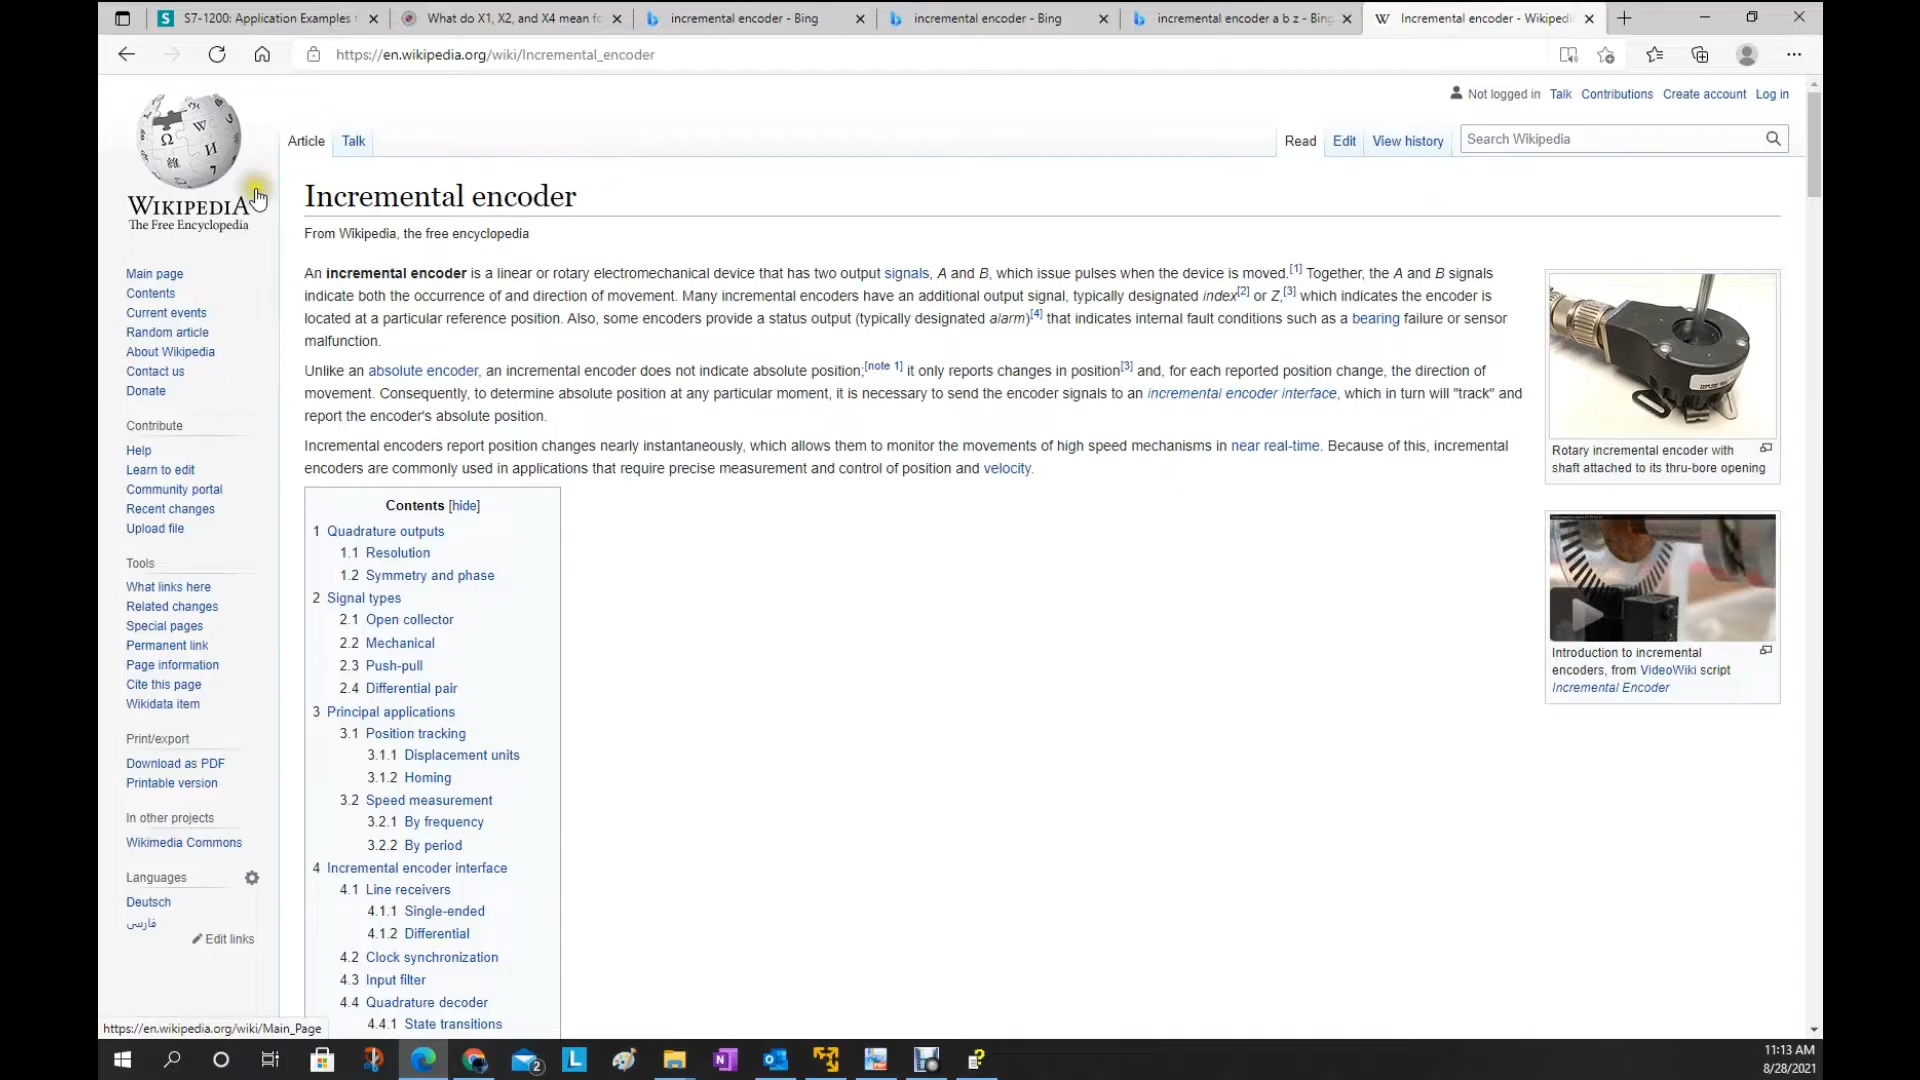 S7-1200: Application Examples f
What do X1, X2, and X4 mean fo
incremental encoder - Bing
incremental encoder - Bing
incremental encoder a b z - Bing
Incremental encoder - Wikipedi
https://en.wikipedia.org/wiki/Incremental_encoder
Not logged in Talk Contributions Create account Log in
Article Talk
Read Edit View history
Search Wikipedia
WIKIPEDIA
The Free Encyclopedia
Main page
Contents
Current events
Random article
About Wikipedia
Contact us
Donate
Contribute
Help
Learn to edit
Community portal
Recent changes
Upload file
Tools
What links here
Related changes
Special pages
Permanent link
Page information
Cite this page
Wikidata item
Print/export
Download as PDF
Printable version
In other projects
Wikimedia Commons
Languages
Deutsch
فارسی
Edit links
Incremental encoder
From Wikipedia, the free encyclopedia
An incremental encoder is a linear or rotary electromechanical device that has two output signals, A and B, which issue pulses when the device is moved.[1] Together, the A and B signals
indicate both the occurrence of and direction of movement. Many incremental encoders have an additional output signal, typically designated index[2] or Z,[3] which indicates the encoder is
located at a particular reference position. Also, some encoders provide a status output (typically designated alarm)[4] that indicates internal fault conditions such as a bearing failure or sensor
malfunction.
Unlike an absolute encoder, an incremental encoder does not indicate absolute position;[note 1] it only reports changes in position[3] and, for each reported position change, the direction of
movement. Consequently, to determine absolute position at any particular moment, it is necessary to send the encoder signals to an incremental encoder interface, which in turn will "track" and
report the encoder's absolute position.
Incremental encoders report position changes nearly instantaneously, which allows them to monitor the movements of high speed mechanisms in near real-time. Because of this, incremental
encoders are commonly used in applications that require precise measurement and control of position and velocity.
Contents [hide]
1 Quadrature outputs
1.1 Resolution
1.2 Symmetry and phase
2 Signal types
2.1 Open collector
2.2 Mechanical
2.3 Push-pull
2.4 Differential pair
3 Principal applications
3.1 Position tracking
3.1.1 Displacement units
3.1.2 Homing
3.2 Speed measurement
3.2.1 By frequency
3.2.2 By period
4 Incremental encoder interface
4.1 Line receivers
4.1.1 Single-ended
4.1.2 Differential
4.2 Clock synchronization
4.3 Input filter
4.4 Quadrature decoder
4.4.1 State transitions
Rotary incremental encoder with
shaft attached to its thru-bore opening
Introduction to incremental
encoders, from VideoWiki script
Incremental Encoder
https://en.wikipedia.org/wiki/Main_Page
2
11:13 AM
8/28/2021